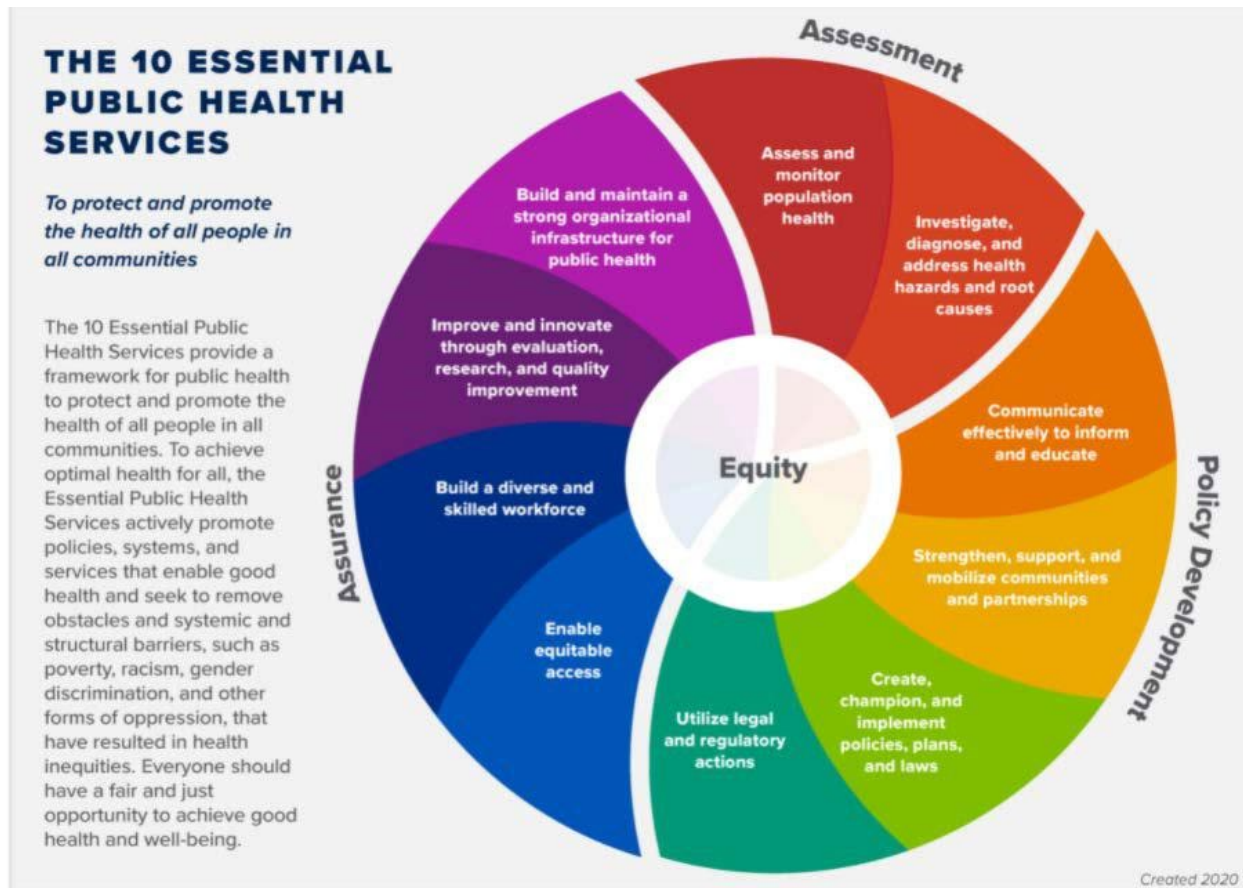 THE 10 ESSENTIAL
PUBLIC HEALTH
SERVICES
To protect and promote
the health of all people in
all communities
The 10 Essential Public
Health Services provide a
framework for public health
to protect and promote the
health of all people in all
communities. To achieve
optimal health for all, the
Essential Public Health
Services actively promote
policies, systems, and
services that enable good
health and seek to remove
obstacles and systemic and
structural barriers, such as
poverty, racism, gender
discrimination, and other
forms of oppression, that
have resulted in health
inequities. Everyone should
have a fair and just
opportunity to achieve good
health and well-being.
Assessment
Assess and
monitor
population
health
Investigate,
diagnose, and
address health
hazards and root
causes
Policy Development
Communicate
effectively to inform
and educate
Strengthen, support, and
mobilize communities
and partnerships
Create,
champion, and
implement
policies, plans,
and laws
Utilize legal
and regulatory
actions
Assurance
Enable
equitable
access
Build a diverse and
skilled workforce
Improve and innovate
through evaluation,
research, and quality
improvement
Build and maintain a
strong organizational
infrastructure for
public health
Equity
Created 2020